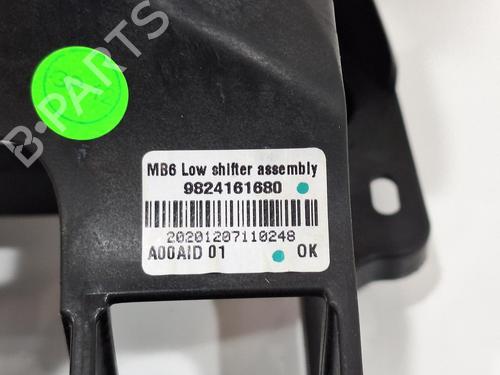 B-PARTS
MB6 Low shifter assembly
9824161680
20201207110248
A00AID 01 OK